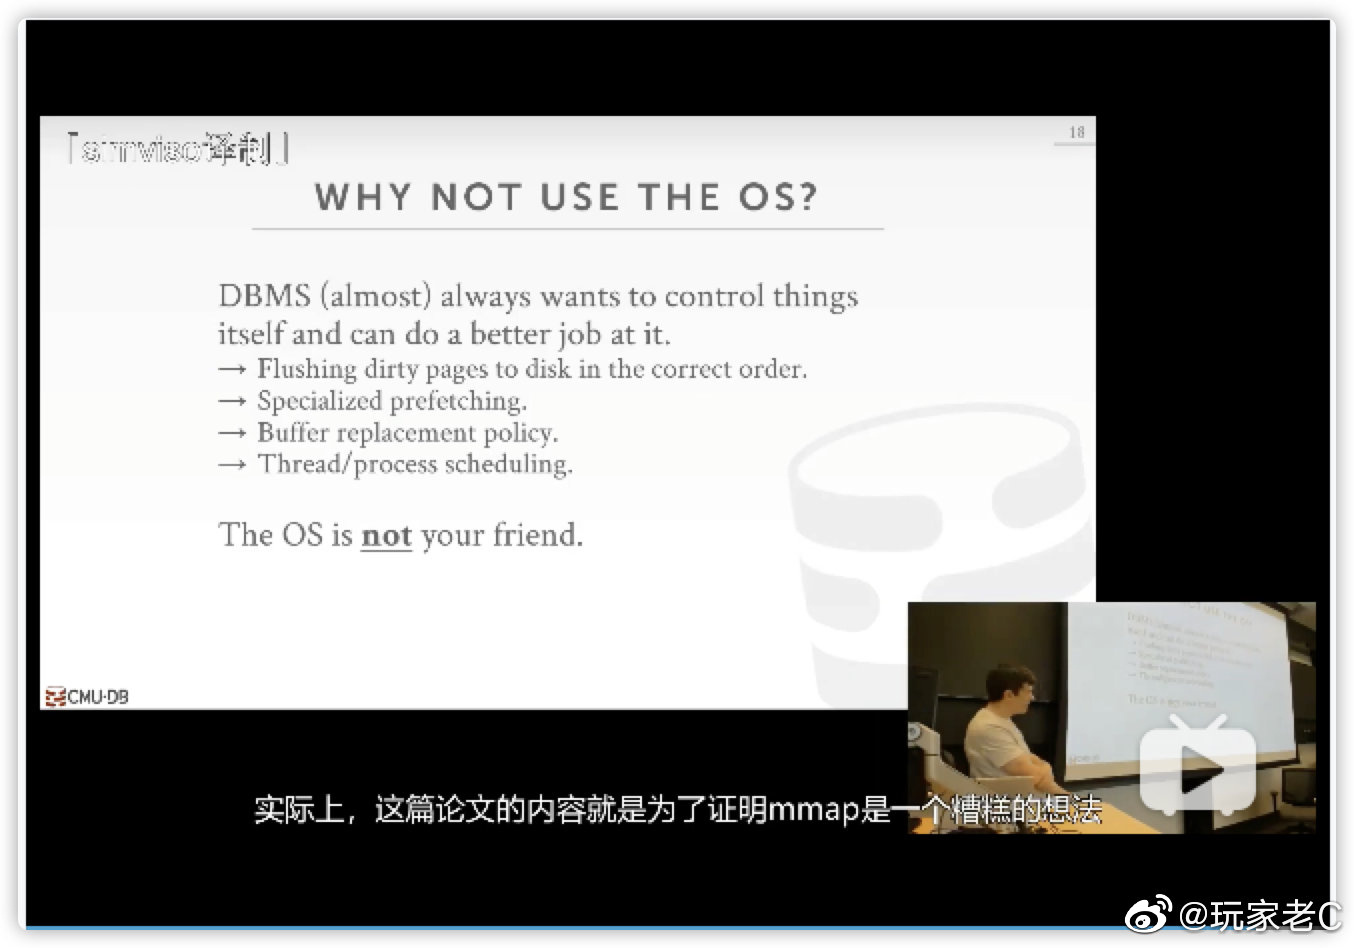 「simviso译制」
18
WHY NOT USE THE OS?
DBMS (almost) always wants to control things
itself and can do a better job at it.
→ Flushing dirty pages to disk in the correct order.
→ Specialized prefetching.
→ Buffer replacement policy.
→ Thread/process scheduling.
The OS is not your friend.
CMU·DB
实际上，这篇论文的内容就是为了证明mmap是一个糟糕的想法
@玩家老C